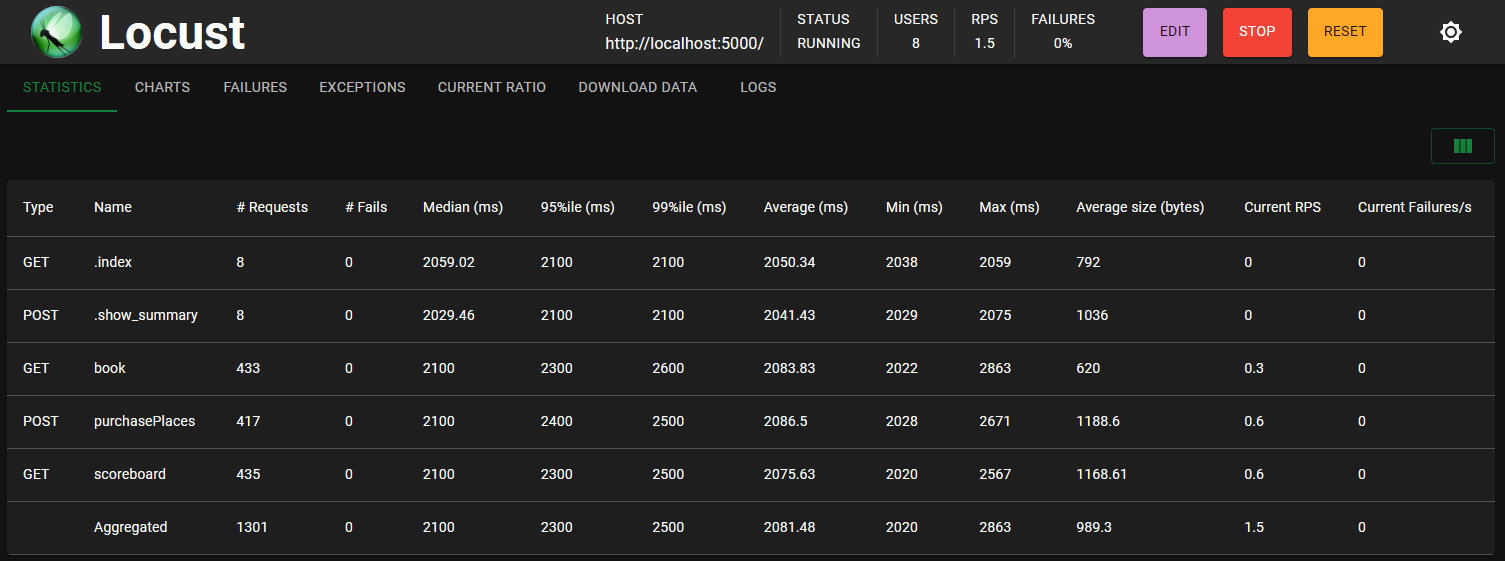 Locust
HOST
http://localhost:5000/
STATUS
RUNNING
USERS
8
RPS
1.5
FAILURES
0%
EDIT STOP RESET
STATISTICS CHARTS FAILURES EXCEPTIONS CURRENT RATIO DOWNLOAD DATA LOGS
Type Name # Requests # Fails Median (ms) 95%ile (ms) 99%ile (ms) Average (ms) Min (ms) Max (ms) Average size (bytes) Current RPS Current Failures/s
GET .index 8 0 2059.02 2100 2100 2050.34 2038 2059 792 0 0
POST .show_summary 8 0 2029.46 2100 2100 2041.43 2029 2075 1036 0 0
GET book 433 0 2100 2300 2600 2083.83 2022 2863 620 0.3 0
POST purchasePlaces 417 0 2100 2400 2500 2086.5 2028 2671 1188.6 0.6 0
GET scoreboard 435 0 2100 2300 2500 2075.63 2020 2567 1168.61 0.6 0
Aggregated 1301 0 2100 2300 2500 2081.48 2020 2863 989.3 1.5 0